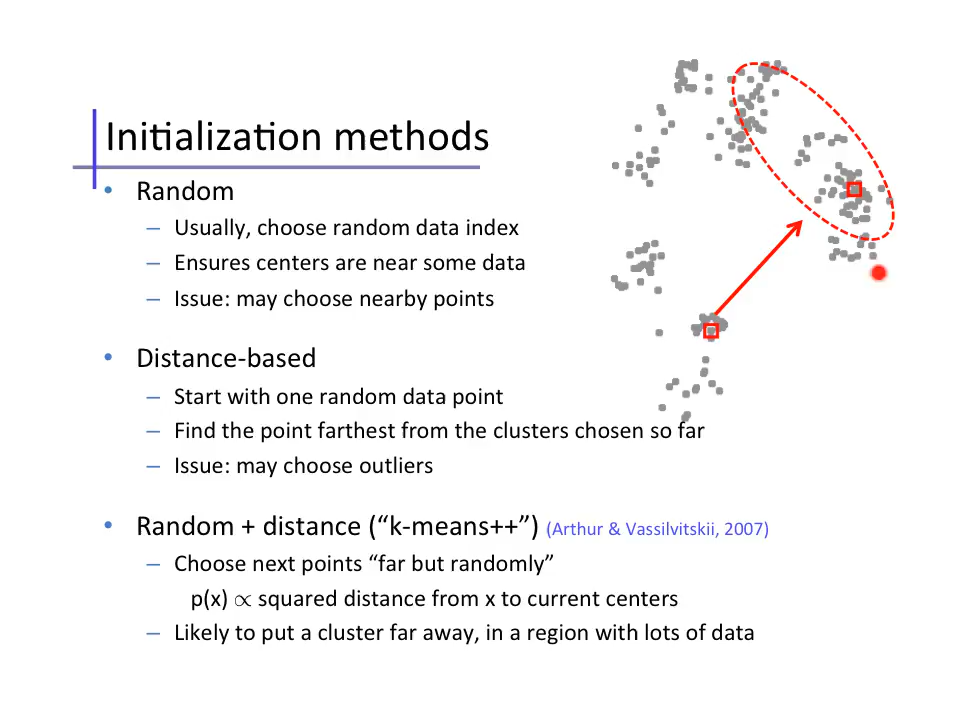 Initialization methods
• Random
– Usually, choose random data index
– Ensures centers are near some data
– Issue: may choose nearby points
• Distance-based
– Start with one random data point
– Find the point farthest from the clusters chosen so far
– Issue: may choose outliers
• Random + distance (“k-means++”) (Arthur & Vassilvitskii, 2007)
– Choose next points “far but randomly”
p(x) ∝ squared distance from x to current centers
– Likely to put a cluster far away, in a region with lots of data